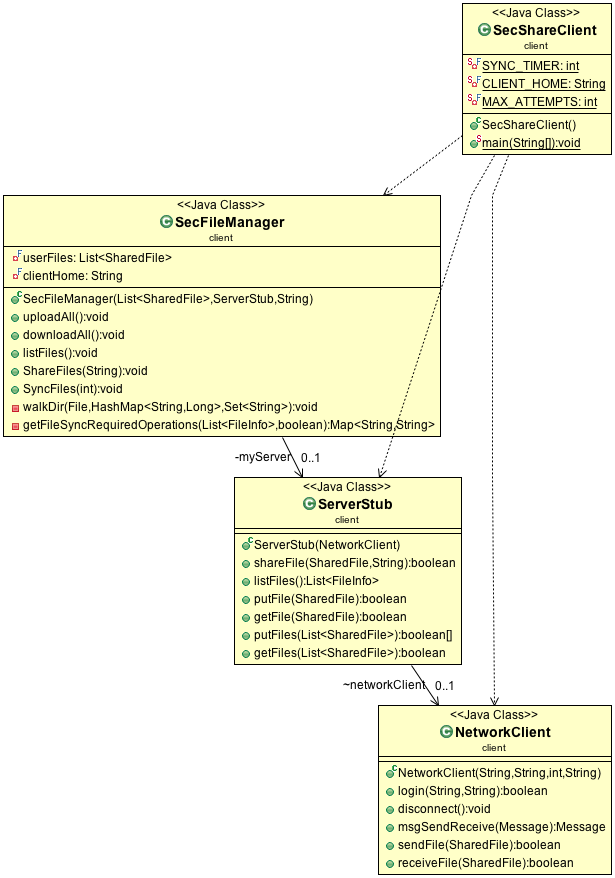 <<Java Class>>
SecShareClient
client
SYNC_TIMER: int
CLIENT_HOME: String
MAX_ATTEMPTS: int
SecShareClient()
main(String[]):void
<<Java Class>>
SecFileManager
client
userFiles: List<SharedFile>
clientHome: String
SecFileManager(List<SharedFile>,ServerStub,String)
uploadAll():void
downloadAll():void
listFiles():void
ShareFiles(String):void
SyncFiles(int):void
walkDir(File,HashMap<String,Long>,Set<String>):void
getFileSyncRequiredOperations(List<FileInfo>,boolean):Map<String,String>
-myServer 0..1
<<Java Class>>
ServerStub
client
ServerStub(NetworkClient)
shareFile(SharedFile,String):boolean
listFiles():List<FileInfo>
putFile(SharedFile):boolean
getFile(SharedFile):boolean
putFiles(List<SharedFile>):boolean[]
getFiles(List<SharedFile>):boolean
~networkClient 0..1
<<Java Class>>
NetworkClient
client
NetworkClient(String,String,int,String)
login(String,String):boolean
disconnect():void
msgSendReceive(Message):Message
sendFile(SharedFile):boolean
receiveFile(SharedFile):boolean